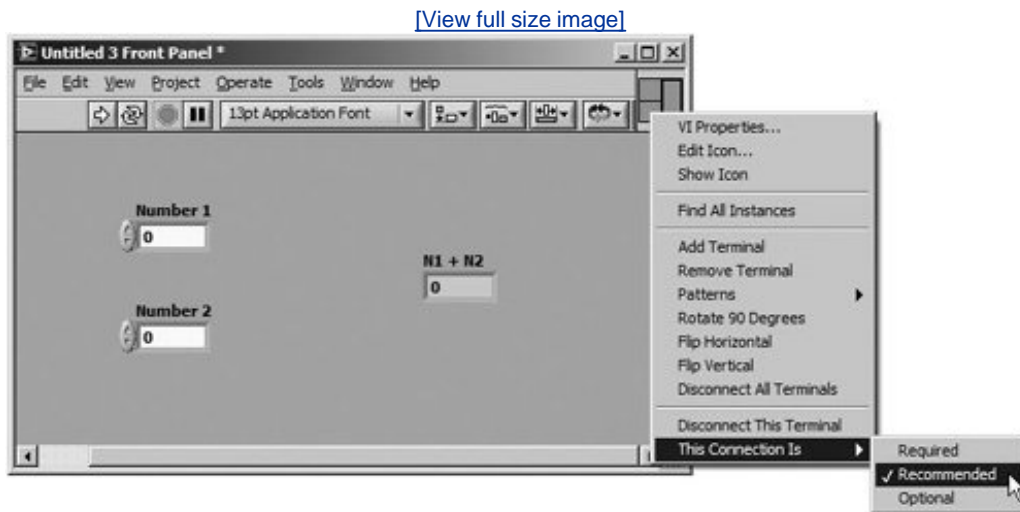 [View full size image]
Untitled 3 Front Panel *
File Edit View Project Operate Tools Window Help
13pt Application Font
Number 1
0
Number 2
0
N1 + N2
0
VI Properties...
Edit Icon...
Show Icon
Find All Instances
Add Terminal
Remove Terminal
Patterns
Rotate 90 Degrees
Flip Horizontal
Flip Vertical
Disconnect All Terminals
Disconnect This Terminal
This Connection Is
Required
Recommended
Optional